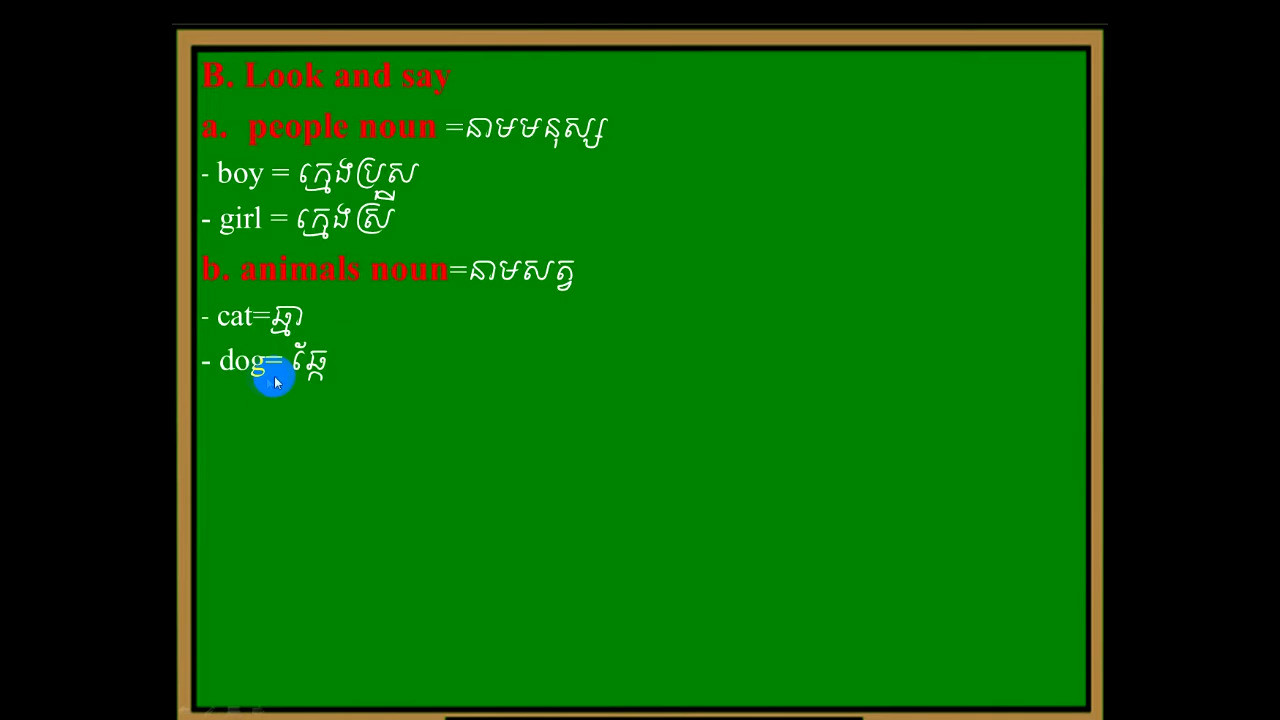 B. Look and say
a. people noun =នាមមនុស្ស
- boy = ក្មេងប្រុស
- girl = ក្មេងស្រី
b. animals noun=នាមសត្វ
- cat=ឆ្មា
- dog= ឆ្កែ